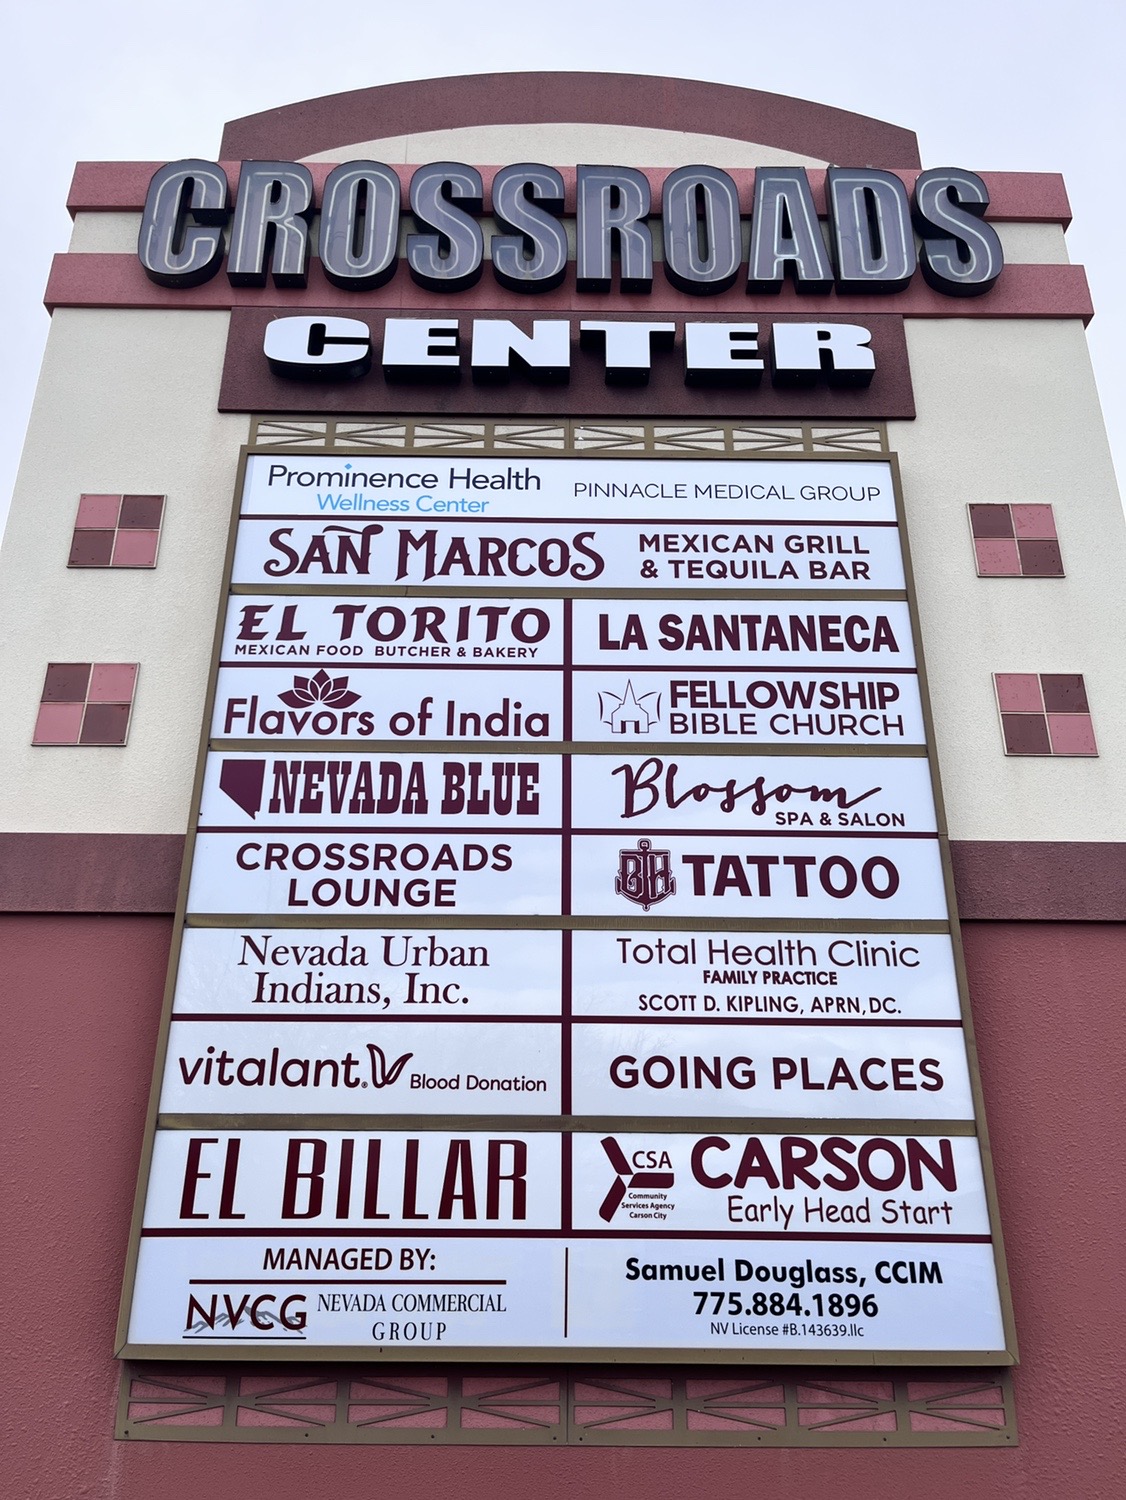 CROSSROADS
CENTER
Prominence Health
Wellness Center
PINNACLE MEDICAL GROUP
SAN MARCOS
MEXICAN GRILL
& TEQUILA BAR
EL TORITO
MEXICAN FOOD BUTCHER & BAKERY
LA SANTANECA
Flavors of India
FELLOWSHIP
BIBLE CHURCH
NEVADA BLUE
Blossom
SPA & SALON
CROSSROADS
LOUNGE
BTH TATTOO
Nevada Urban
Indians, Inc.
Total Health Clinic
FAMILY PRACTICE
SCOTT D. KIPLING, APRN, DC.
vitalant® Blood Donation
GOING PLACES
EL BILLAR
CSA
Community
Services Agency
Carson City
CARSON
Early Head Start
MANAGED BY:
NVCG
NEVADA COMMERCIAL
GROUP
Samuel Douglass, CCIM
775.884.1896
NV License #B.143639.llc